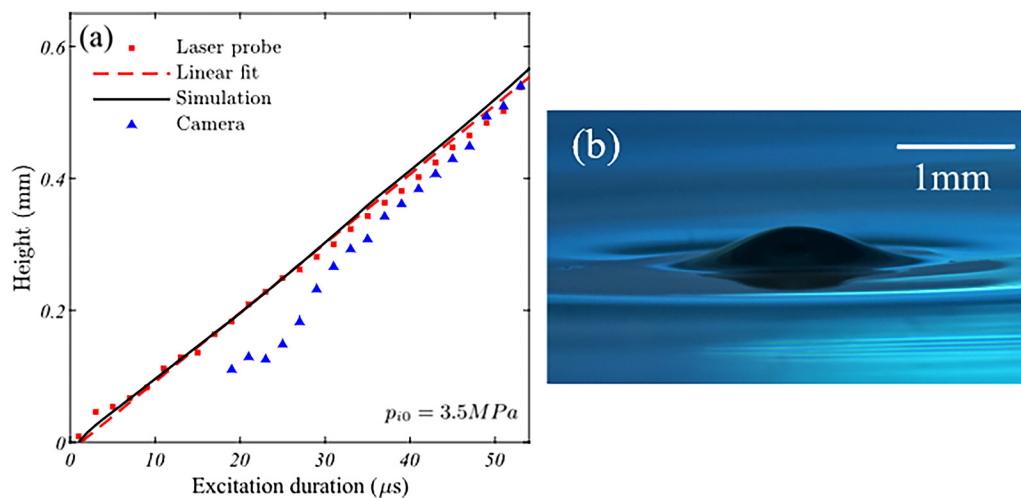 (a)
Laser probe
Linear fit
Simulation
Camera
Height (mm)
0.6
0.4
0.2
0
p_{i0} = 3.5MPa
0 10 20 30 40 50
Excitation duration (μs)
(b)
1mm